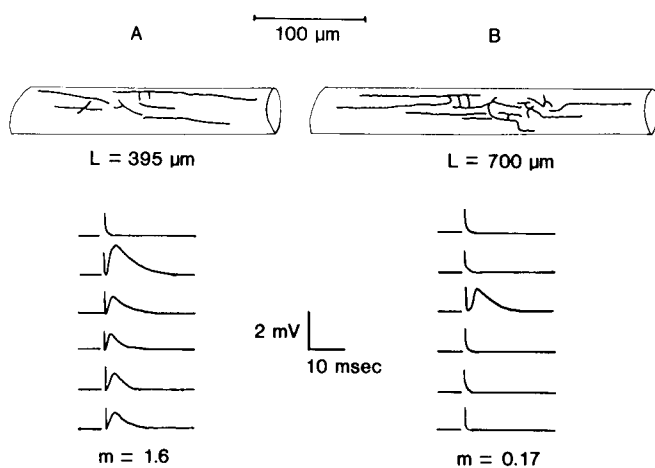 A
100 µm
B
L = 395 µm
L = 700 µm
2 mV
10 msec
m = 1.6
m = 0.17